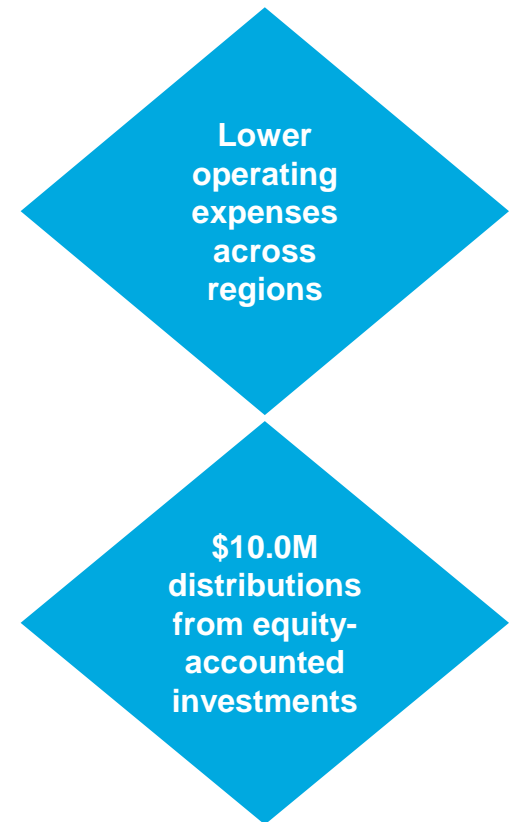 Lower
operating
expenses
across
regions
$10.0M
distributions
from equity-
accounted
investments